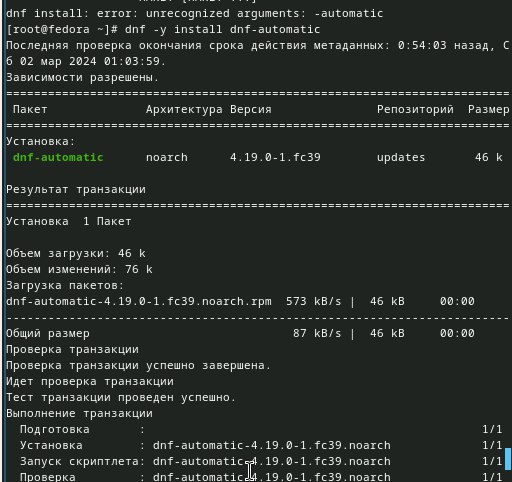 dnf install: error: unrecognized arguments: -automatic
[root@fedora ~]# dnf -y install dnf-automatic
Последняя проверка окончания срока действия метаданных: 0:54:03 назад, С
б 02 мар 2024 01:03:59.
Зависимости разрешены.
================================================================================
Пакет Архитектура Версия Репозиторий Размер
================================================================================
Установка:
dnf-automatic noarch 4.19.0-1.fc39 updates 46 k
Результат транзакции
================================================================================
Установка 1 Пакет
Объем загрузки: 46 k
Объем изменений: 76 k
Загрузка пакетов:
dnf-automatic-4.19.0-1.fc39.noarch.rpm 573 kB/s | 46 kB 00:00
--------------------------------------------------------------------------------
Общий размер 87 kB/s | 46 kB 00:00
Проверка транзакции
Проверка транзакции успешно завершена.
Идет проверка транзакции
Тест транзакции проведен успешно.
Выполнение транзакции
Подготовка : 1/1
Установка : dnf-automatic-4.19.0-1.fc39.noarch 1/1
Запуск скриптлета: dnf-automatic-4.19.0-1.fc39.noarch 1/1
Проверка : dnf-automatic-4.19.0-1.fc39.noarch 1/1